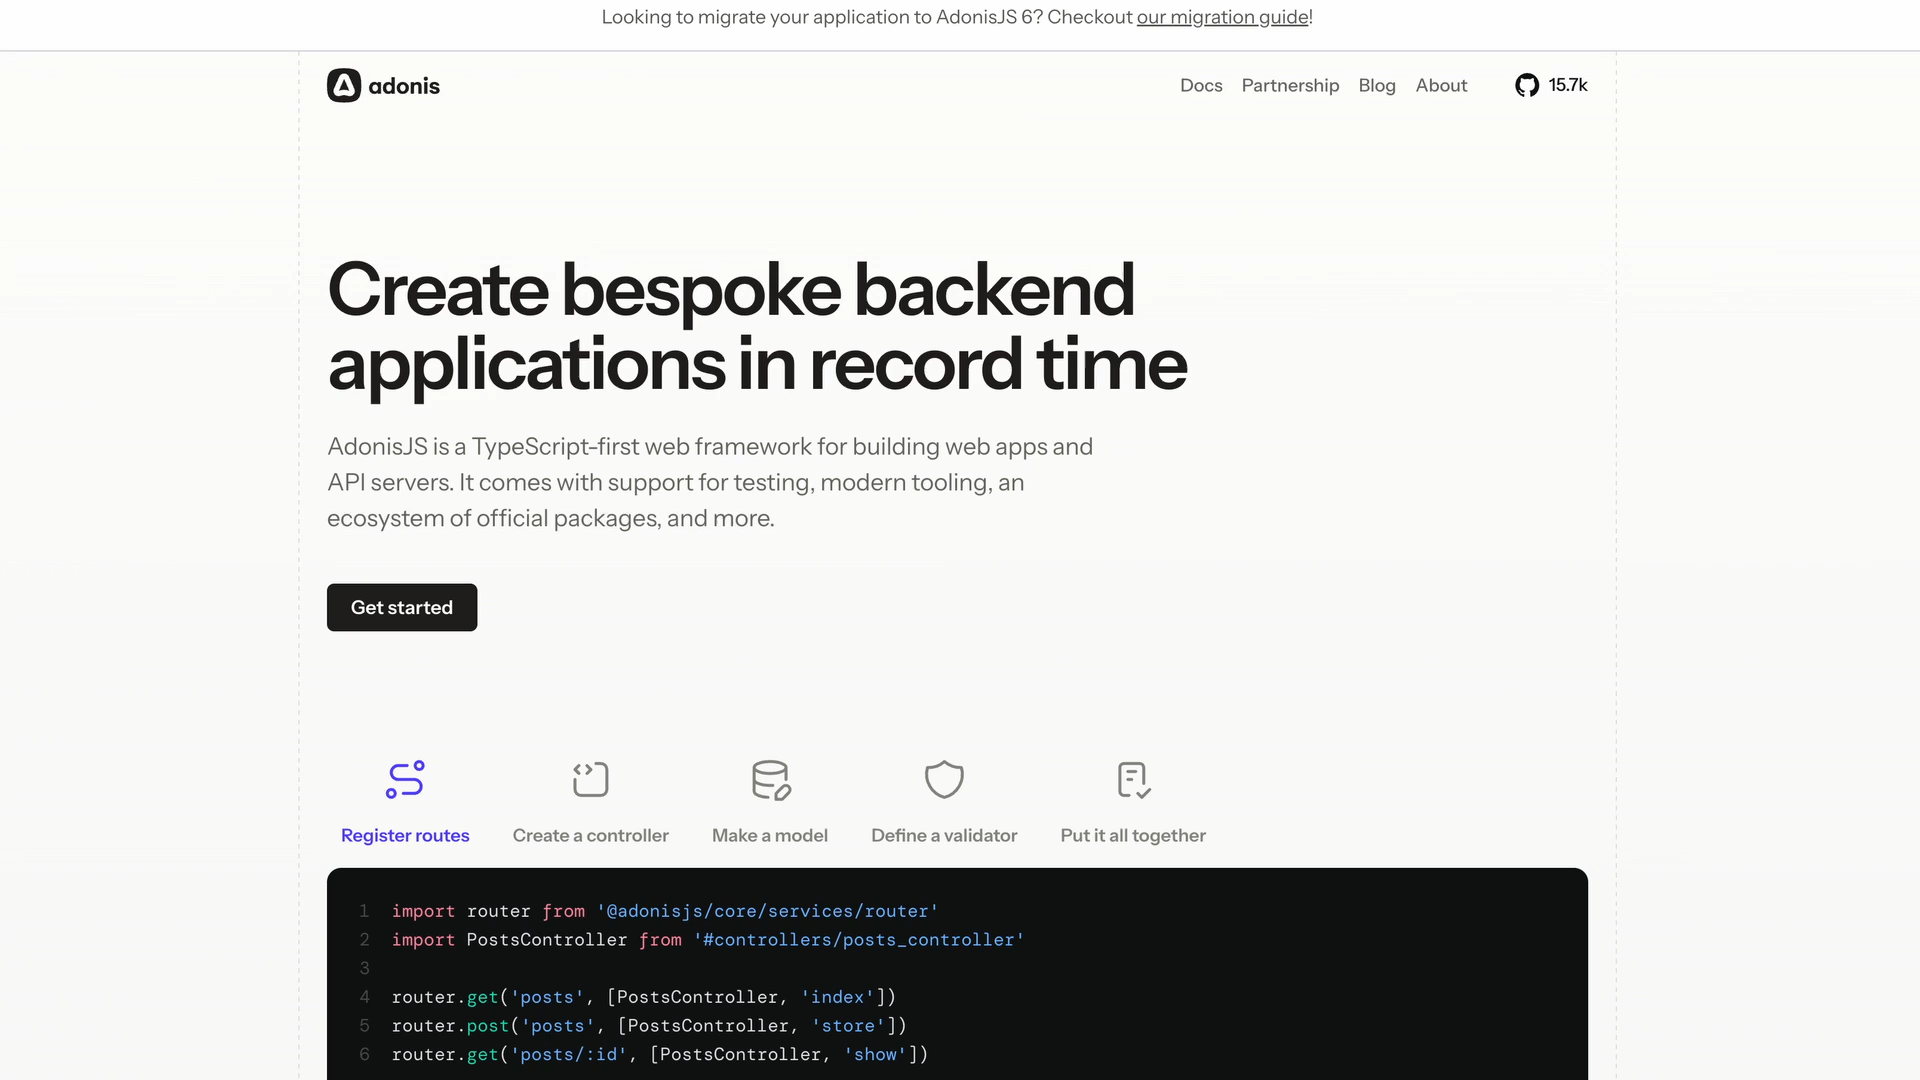 Looking to migrate your application to AdonisJS 6? Checkout our migration guide!
adonis
Docs Partnership Blog About 15.7k
Create bespoke backend
applications in record time
AdonisJS is a TypeScript-first web framework for building web apps and
API servers. It comes with support for testing, modern tooling, an
ecosystem of official packages, and more.
Get started
Register routes Create a controller Make a model Define a validator Put it all together
1 import router from '@adonisjs/core/services/router'
2 import PostsController from '#controllers/posts_controller'
3
4 router.get('posts', [PostsController, 'index'])
5 router.post('posts', [PostsController, 'store'])
6 router.get('posts/:id', [PostsController, 'show'])